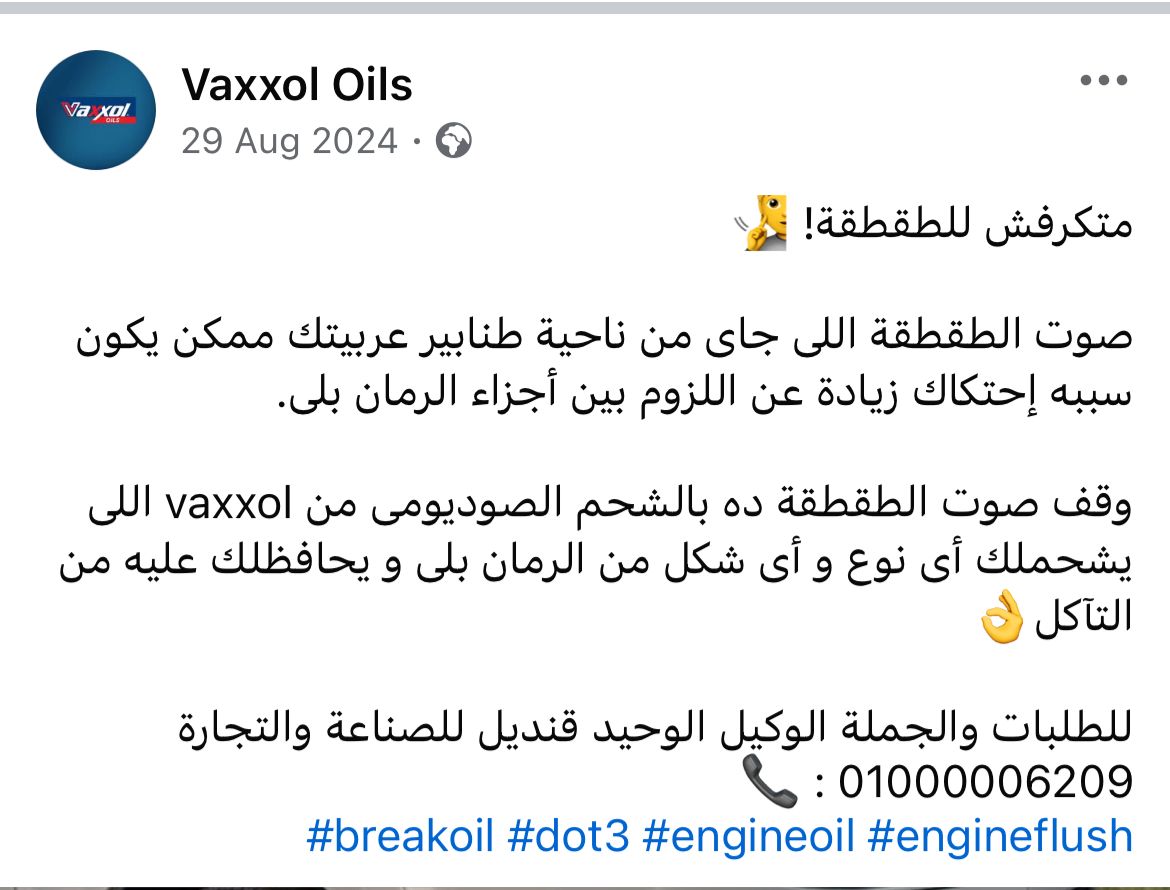 Vaxxol OILS
Vaxxol Oils
29 Aug 2024 ·
متكرفش للطقطقة! 🧏
صوت الطقطقة اللى جاى من ناحية طنابير عربيتك ممكن يكون
سببه إحتكاك زيادة عن اللزوم بين أجزاء الرمان بلى.
وقف صوت الطقطقة ده بالشحم الصوديومى من vaxxol اللى
يشحملك أى نوع و أى شكل من الرمان بلى و يحافظلك عليه من
التآكل👌
للطلبات والجملة الوكيل الوحيد قنديل للصناعة والتجارة
01000006209 : 📞
#breakoil #dot3 #engineoil #engineflush